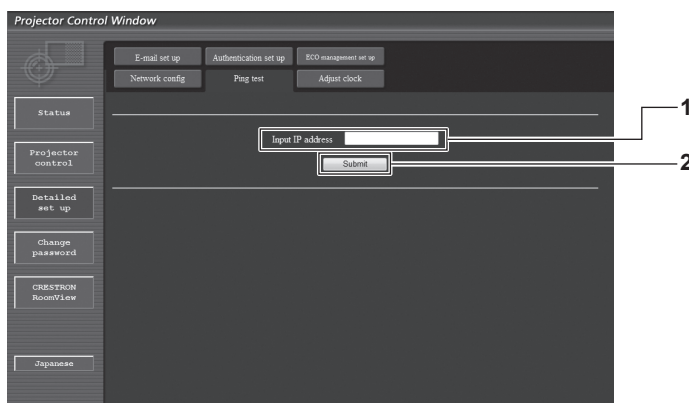 Projector Control Window
E-mail set up
Authentication set up
ECO management set up
Network config
Ping test
Adjust clock
Status
Projector
control
Detailed
set up
Change
password
CRESTRON
RoomView
Japanese
Input IP address
Submit
1
2